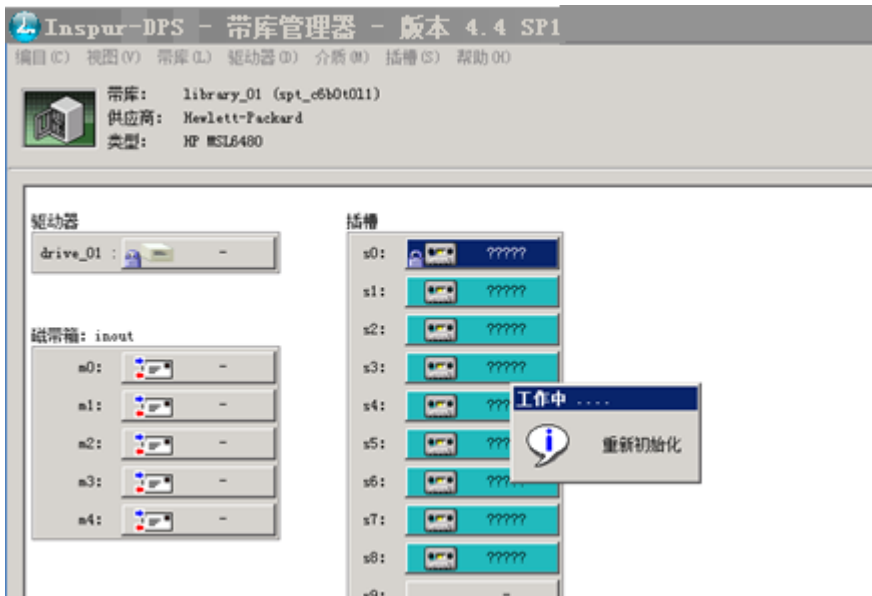 Inspur-DPS - 带库管理器 - 版本 4.4 SP1
编目(C) 视图(V) 带库(L) 驱动器(D) 介质(M) 插槽(S) 帮助(H)
带库: library_01 (spt_c6b0t0l1)
供应商: Hewlett-Packard
类型: HP MSL6480
驱动器
drive_01 : -
磁带箱: inout
m0: -
m1: -
m2: -
m3: -
m4: -
插槽
s0: ?????
s1: ?????
s2: ?????
s3: ?????
s4: ???
s5: ???
s6: ???
s7: ?????
s8: ?????
s9: -
工作中 ....
重新初始化